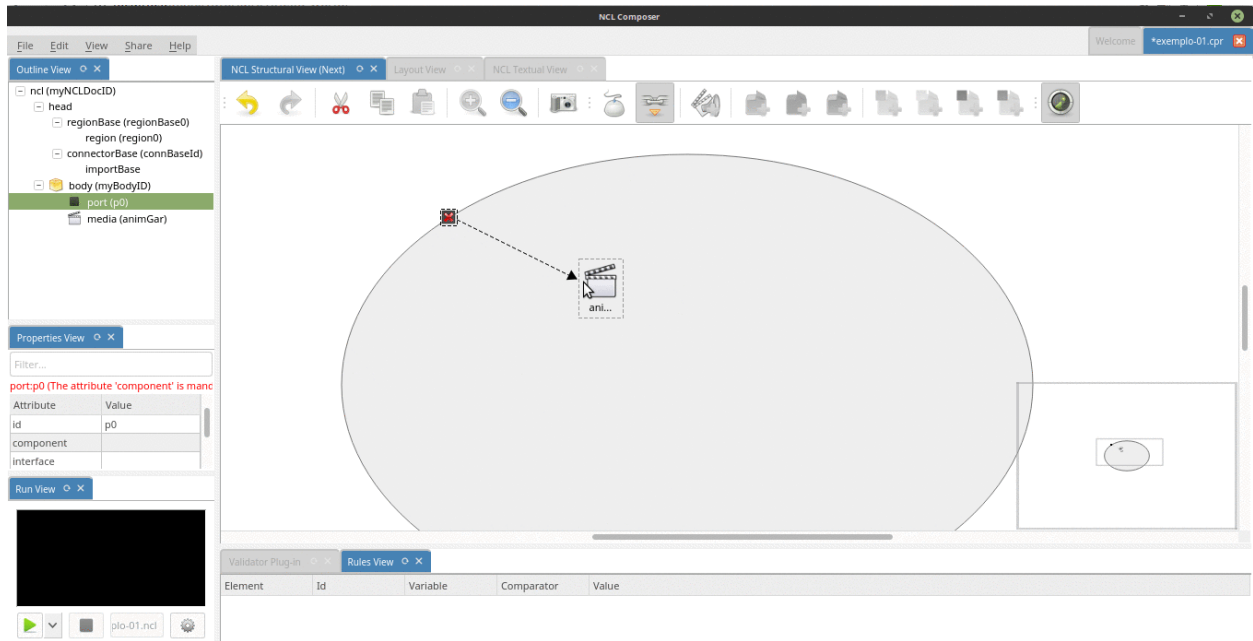 NCL Composer
File Edit View Share Help
Welcome
*exemplo-01.cpr
Outline View
NCL Structural View (Next)
Layout View
NCL Textual View
ncl (myNCLDocID)
head
regionBase (regionBase0)
region (region0)
connectorBase (connBaseId)
importBase
body (myBodyID)
port (p0)
media (animGar)
ani...
Properties View
Filter...
port:p0 (The attribute 'component' is manc
Attribute Value
id p0
component
interface
Run View
plo-01.ncl
Validator Plug-in
Rules View
Element Id Variable Comparator Value